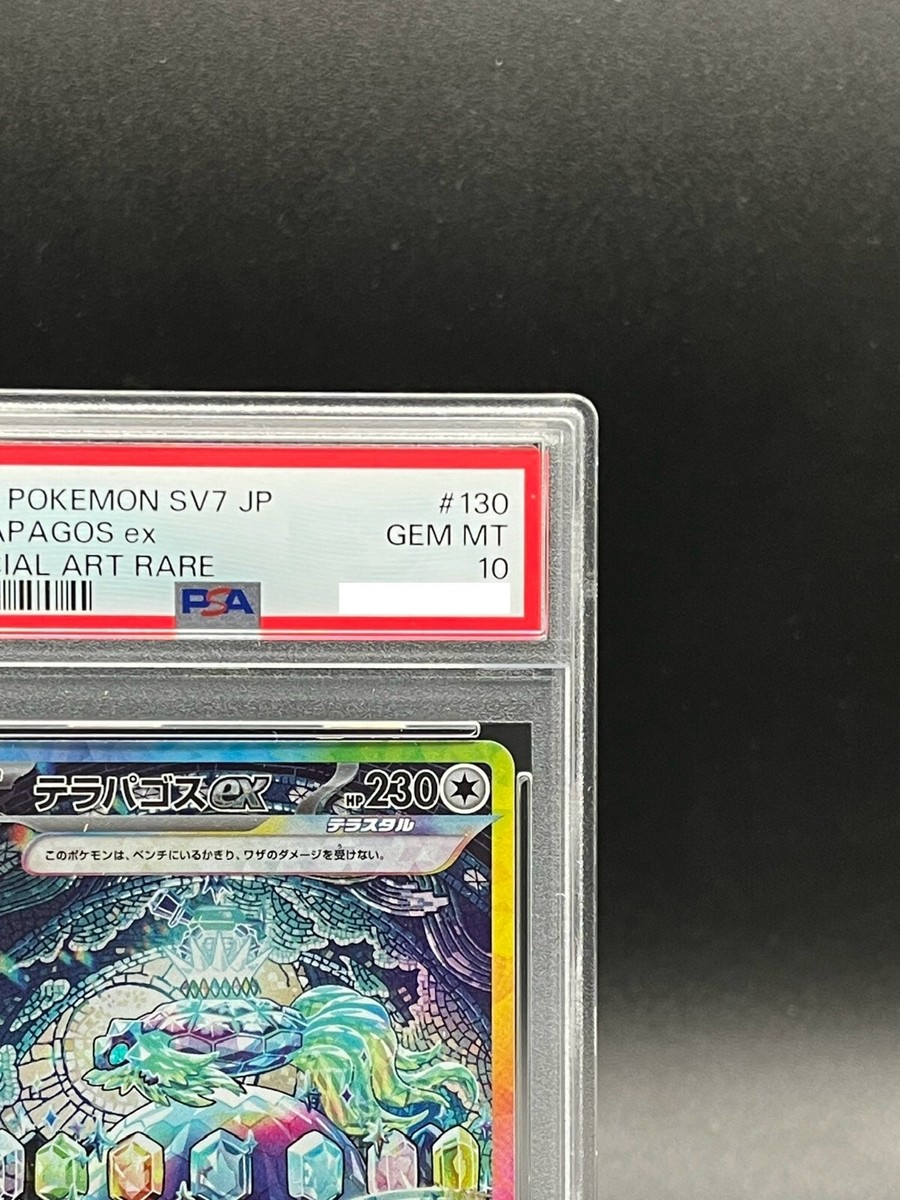 POKEMON SV7 JP #130
APAGOS ex GEM MT
CIAL ART RARE 10
PSA
テラパゴスex HP230
テラスタル
このポケモンは、ベンチにいるかぎり、ワザのダメージを受けない。